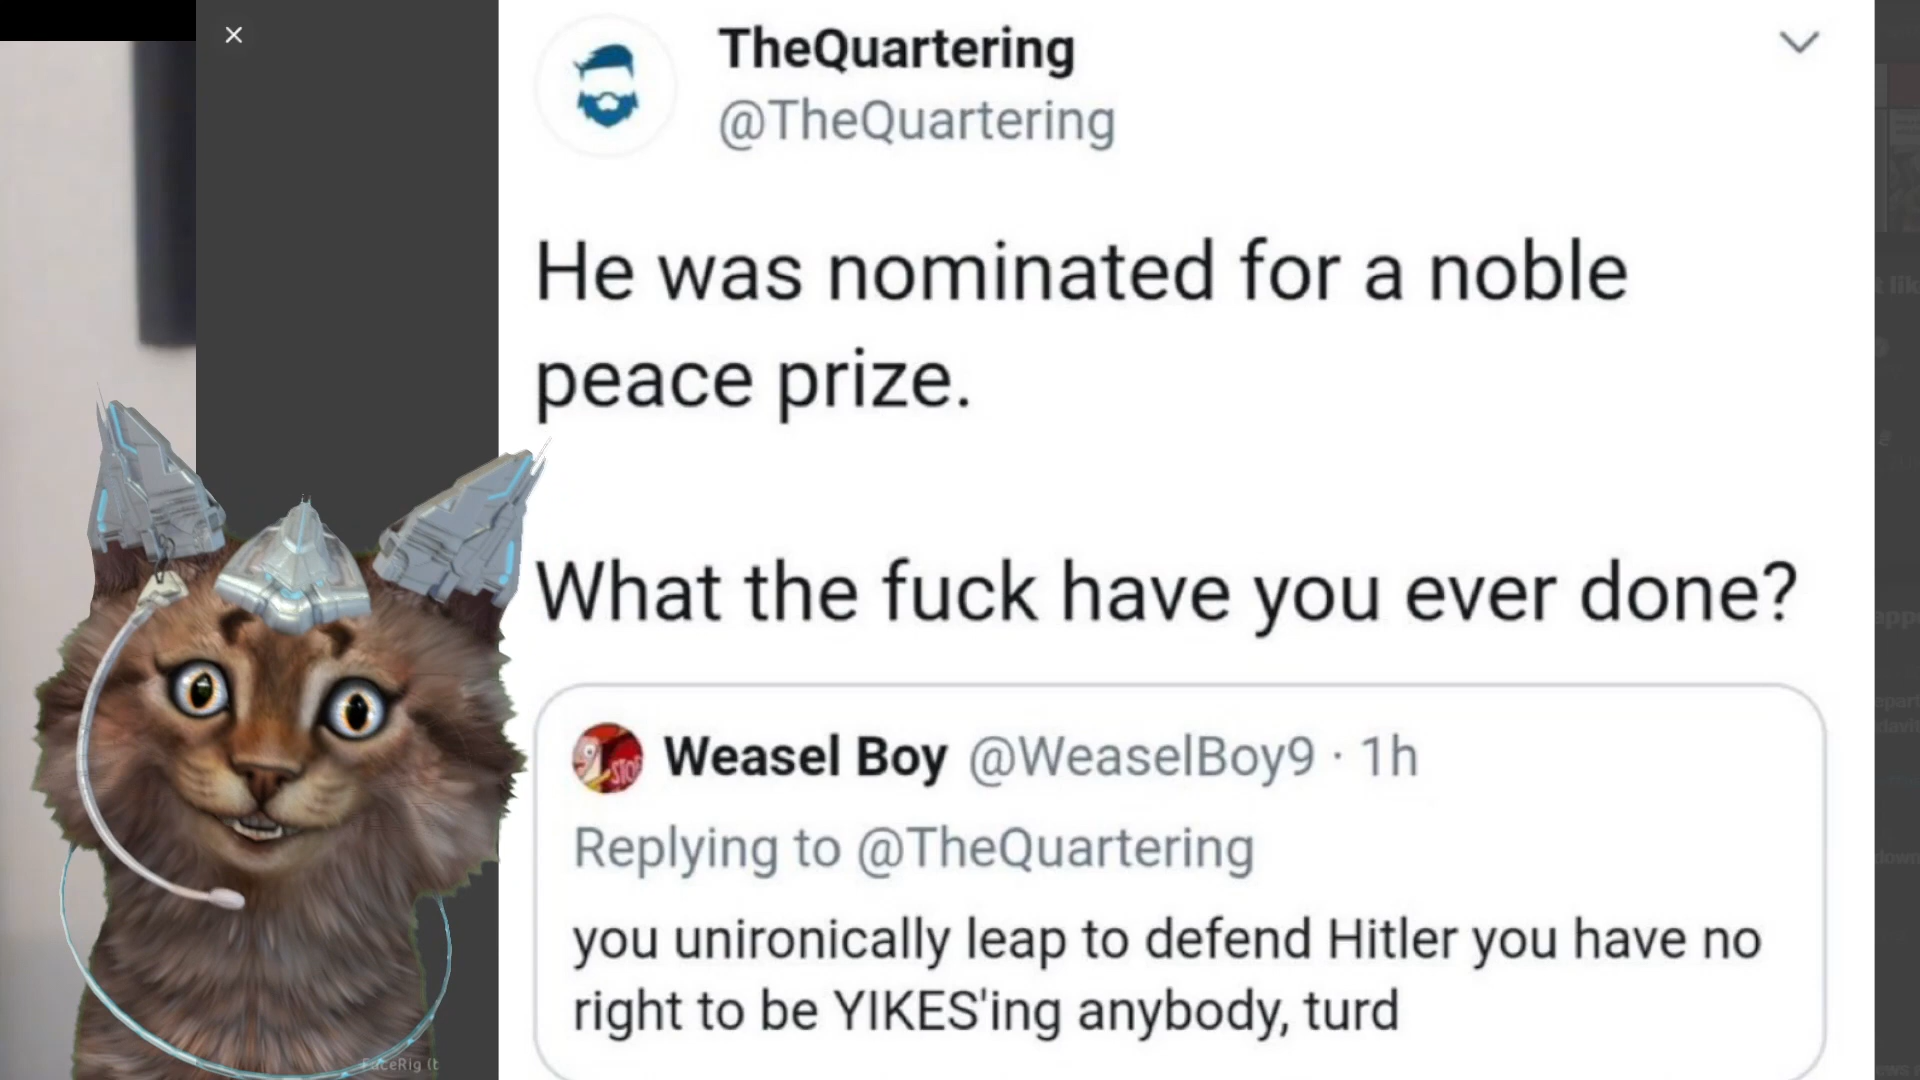 TheQuartering
@TheQuartering
He was nominated for a noble
peace prize.
What the fuck have you ever done?
Weasel Boy @WeaselBoy9 · 1h
Replying to @TheQuartering
you unironically leap to defend Hitler you have no
right to be YIKES'ing anybody, turd
STOP
FaceRig (t